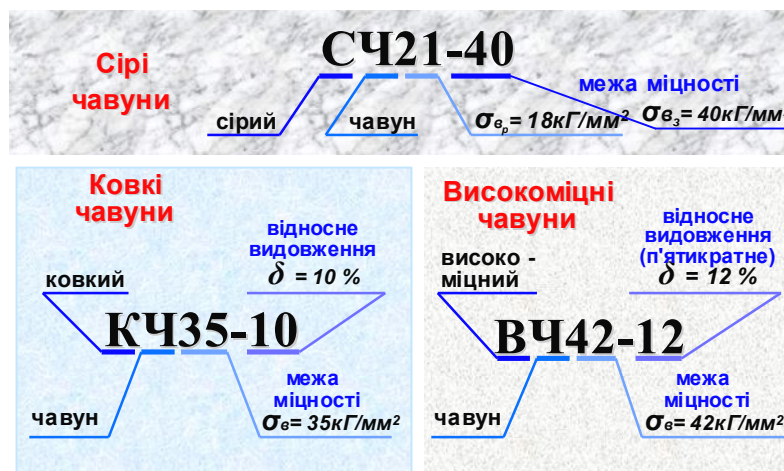 Сірі
чавуни
СЧ21-40
межа міцності
сірий
чавун
σвр = 18кГ/мм²
σвз = 40кГ/мм
Ковкі
чавуни
відносне
видовження
δ = 10 %
ковкий
КЧ35-10
чавун
межа
міцності
σв= 35кГ/мм²
Високоміцні
чавуни
відносне
видовження
(п'ятикратне)
δ = 12 %
високо -
міцний
ВЧ42-12
чавун
межа
міцності
σв= 42кГ/мм²